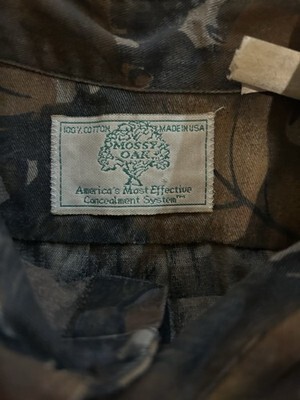 100% COTTON MADE IN USA
MOSSY
OAK
America's Most Effective
Concealment System™